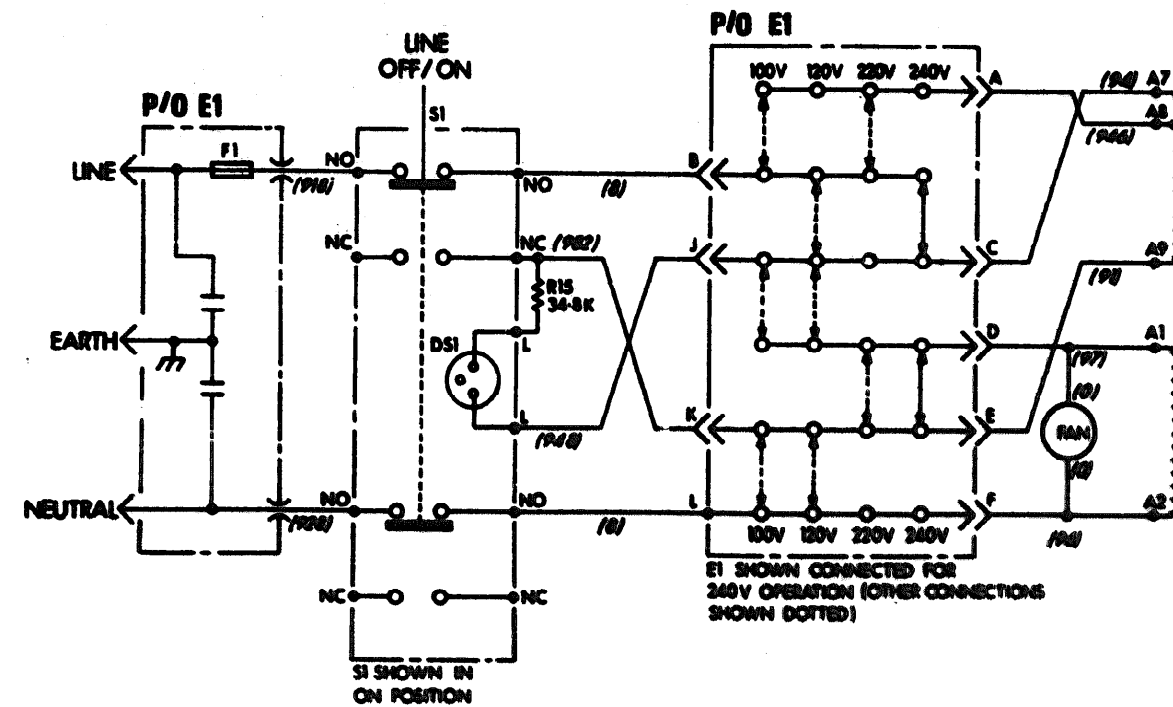 P/O E1
LINE
OFF/ON
S1
100V 120V 220V 240V
A
(94) A7
A8
(946)
P/O E1
F1
LINE
NO
(918)
NO
(8)
B
NC
NC (982)
J
C
A9
(91)
R15
34.8K
EARTH
DS1
L
D
A1
(97)
(0)
L
(948)
K
E
FAN
(0)
NEUTRAL
NO
(928)
NO
(8)
L
F
A2
(98)
100V 120V 220V 240V
E1 SHOWN CONNECTED FOR
240V OPERATION (OTHER CONNECTIONS
SHOWN DOTTED)
NC
NC
S1 SHOWN IN
ON POSITION